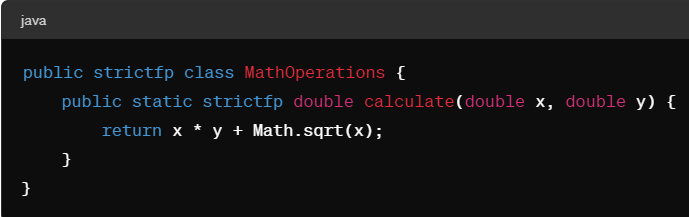 java
public strictfp class MathOperations {
    public static strictfp double calculate(double x, double y) {
        return x * y + Math.sqrt(x);
    }
}